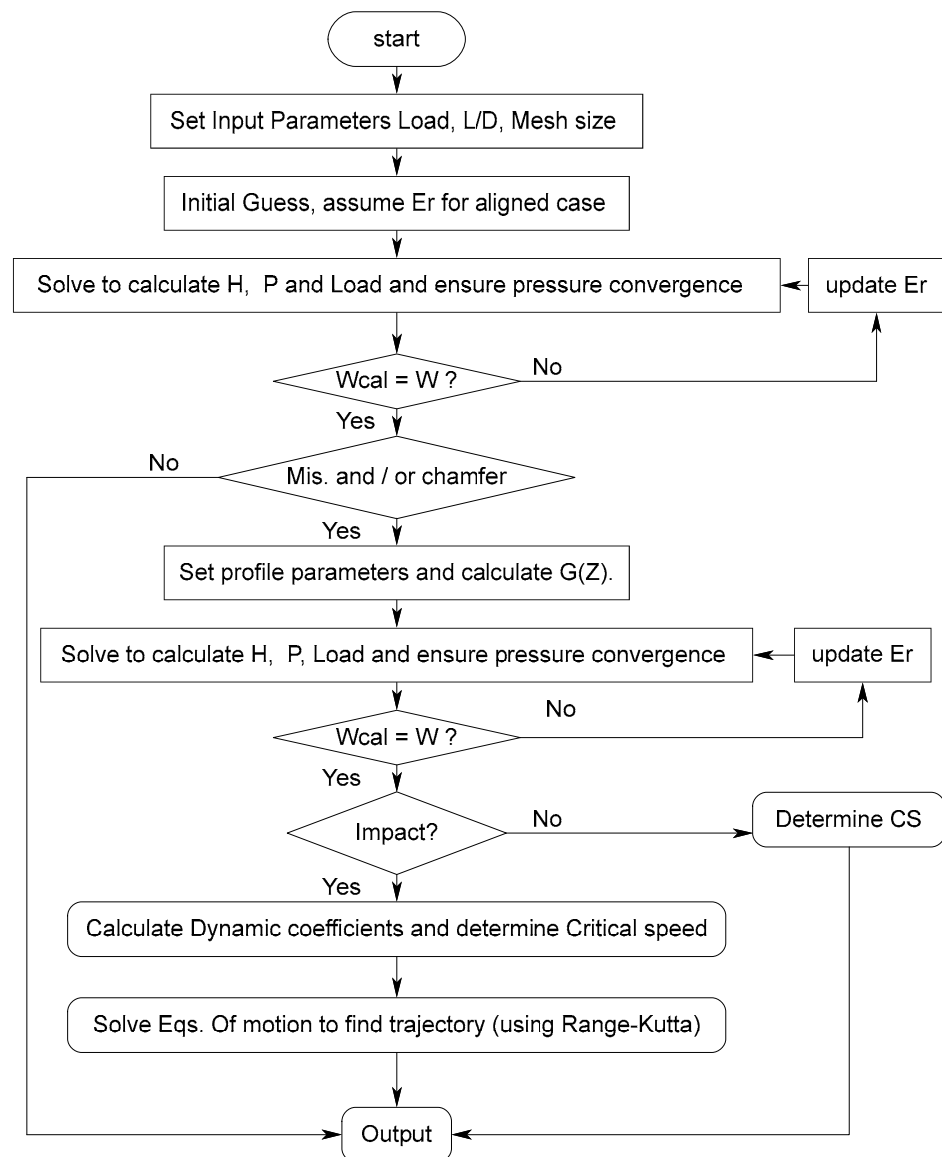 start
Set Input Parameters Load, L/D, Mesh size
Initial Guess, assume Er for aligned case
Solve to calculate H, P and Load and ensure pressure convergence
update Er
Wcal = W ?
No
Yes
No
Mis. and / or chamfer
Yes
Set profile parameters and calculate G(Z).
Solve to calculate H, P, Load and ensure pressure convergence
update Er
Wcal = W ?
No
Yes
Impact?
No
Determine CS
Yes
Calculate Dynamic coefficients and determine Critical speed
Solve Eqs. Of motion to find trajectory (using Range-Kutta)
Output